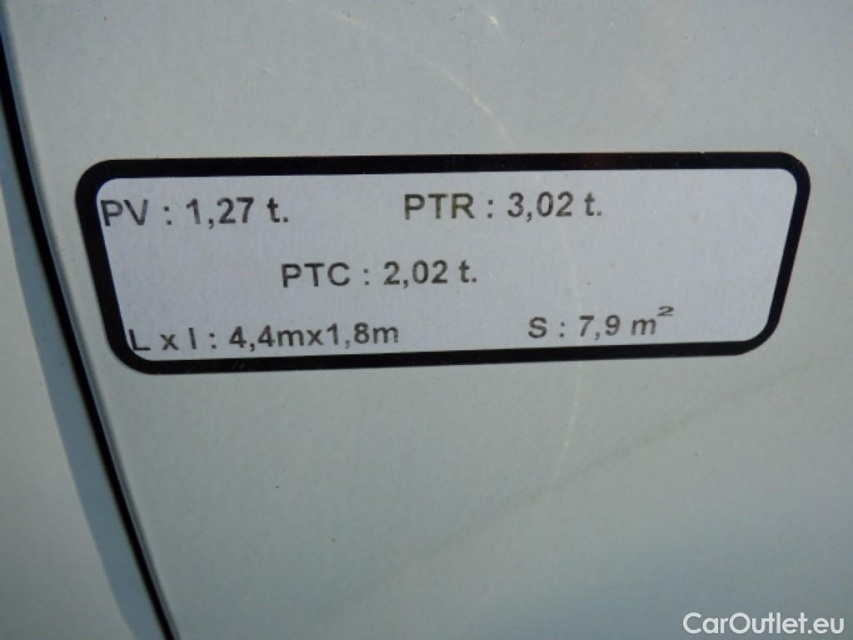 PV : 1,27 t. PTR : 3,02 t.
PTC : 2,02 t.
L x l : 4,4mx1,8m S : 7,9 m²
CarOutlet.eu